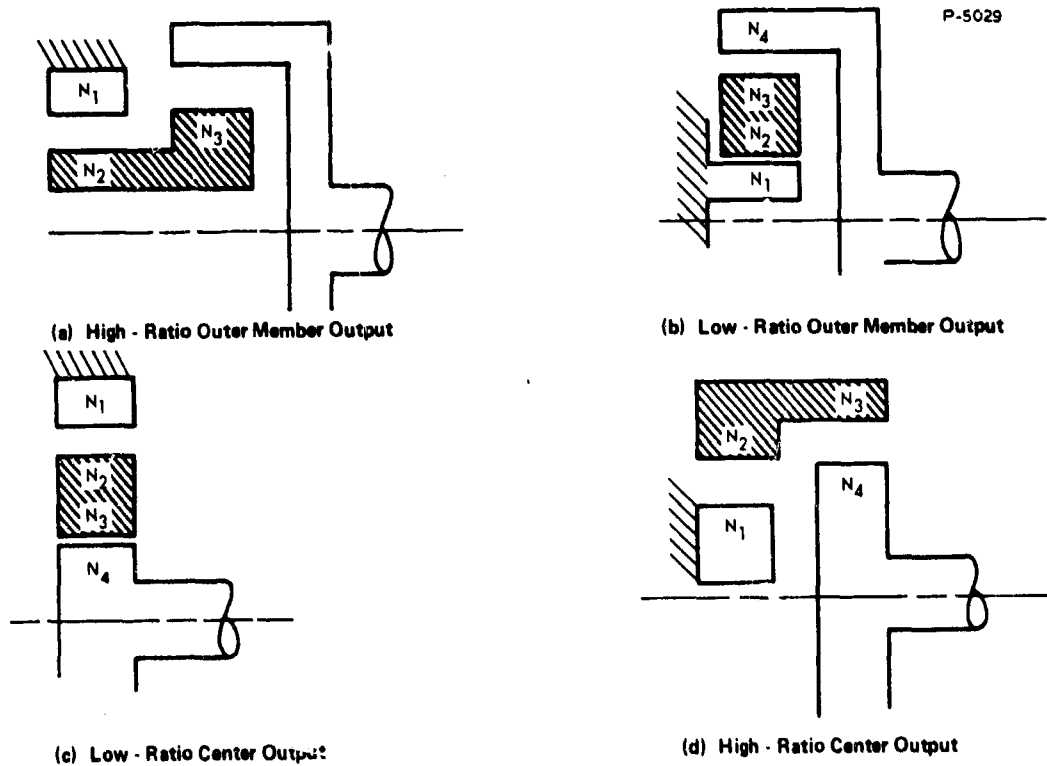 P-5029
N1
N2
N3
(a) High - Ratio Outer Member Output
N4
N3
N2
N1
(b) Low - Ratio Outer Member Output
N1
N2
N3
N4
(c) Low - Ratio Center Output
N3
N2
N4
N1
(d) High - Ratio Center Output